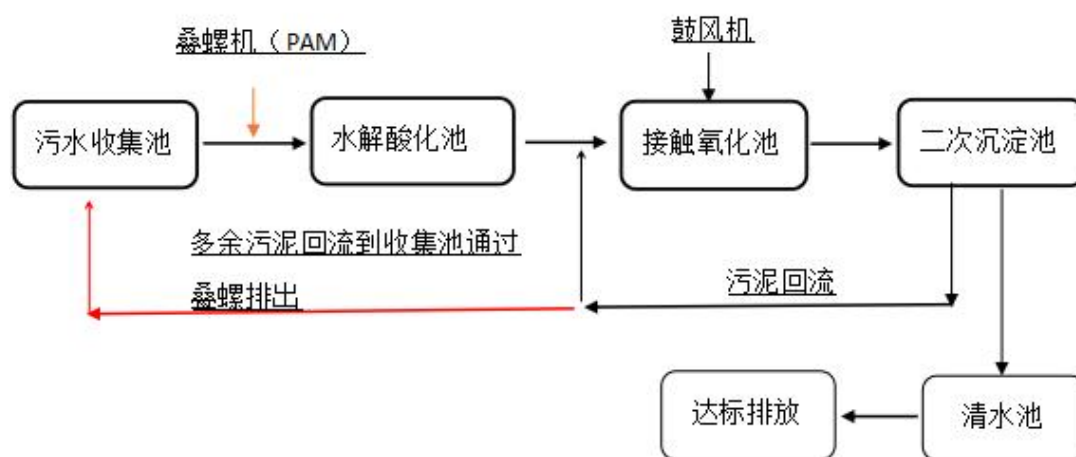 叠螺机（PAM）
鼓风机
污水收集池
水解酸化池
接触氧化池
二次沉淀池
多余污泥回流到收集池通过
叠螺排出
污泥回流
达标排放
清水池